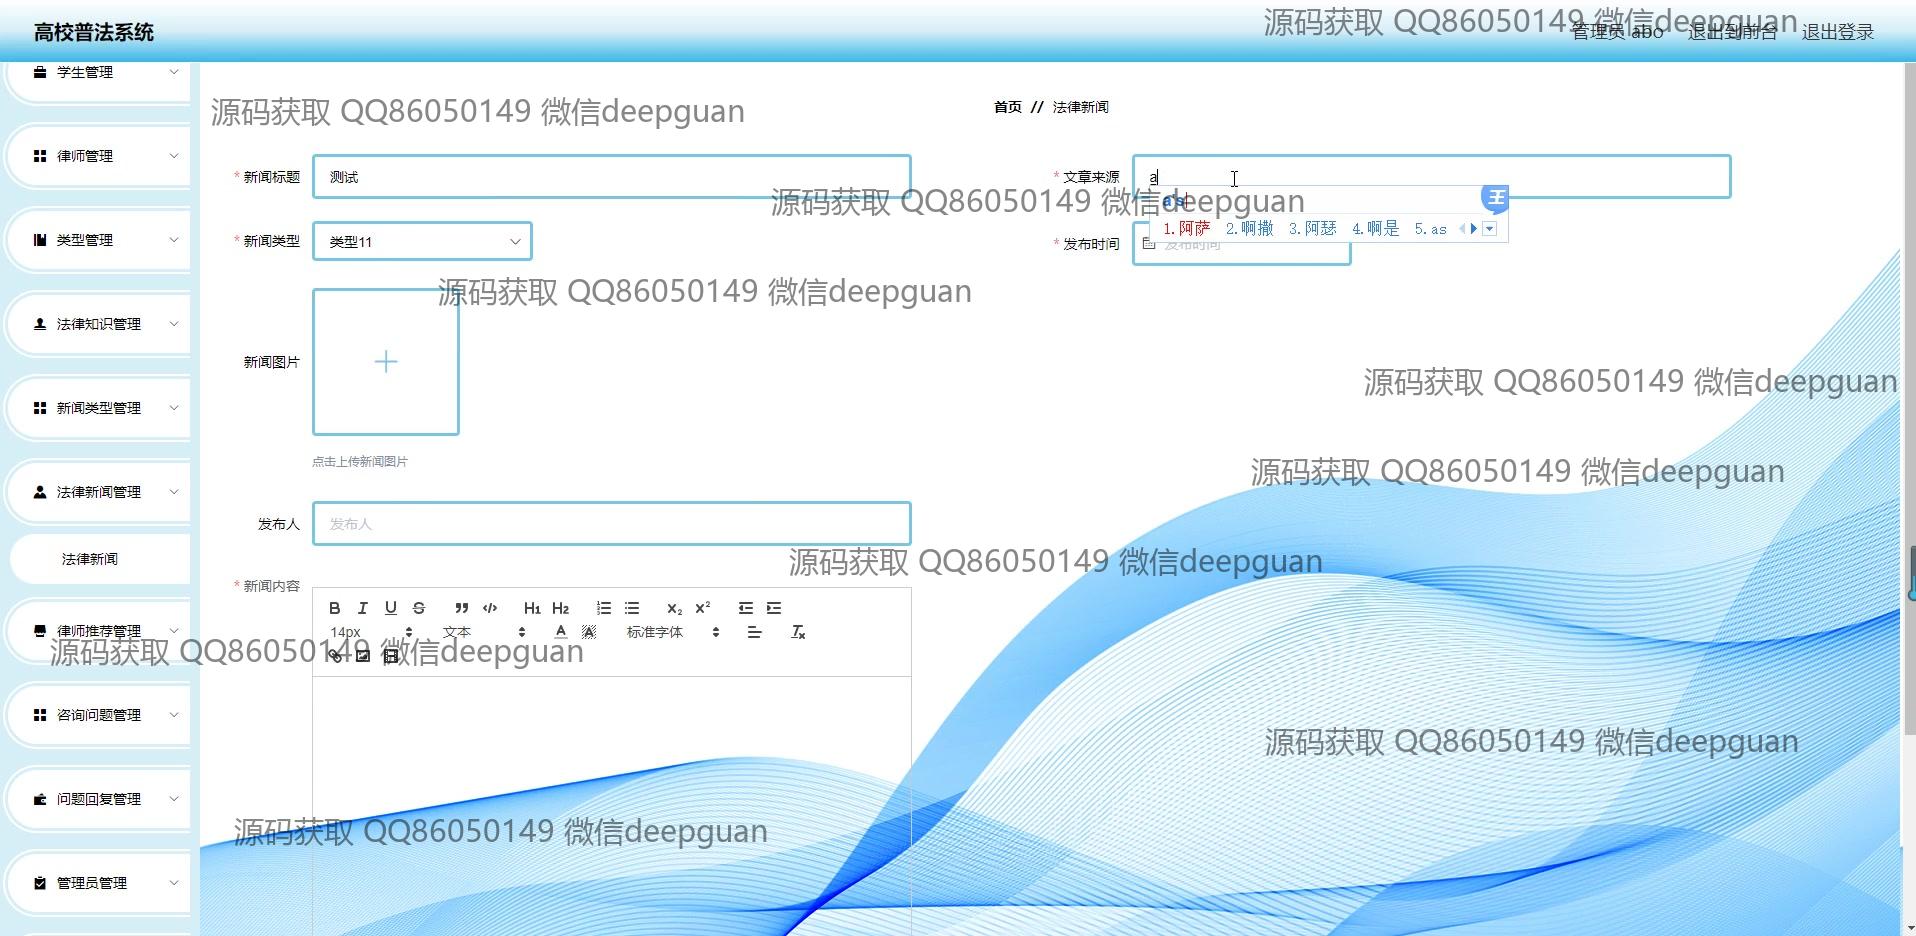 高校普法系统
源码获取 QQ86050149 微信deepguan
管理员 abo 退出到前台 退出登录
学生管理
源码获取 QQ86050149 微信deepguan
首页 // 法律新闻
律师管理
* 新闻标题 测试
* 文章来源 a
源码获取 QQ86050149 微信deepguan
a's
1.阿萨 2.啊撒 3.阿瑟 4.啊是 5.as
王
类型管理
* 新闻类型 类型11
* 发布时间 发布时间
源码获取 QQ86050149 微信deepguan
法律知识管理
新闻图片
源码获取 QQ86050149 微信deepguan
新闻类型管理
点击上传新闻图片
源码获取 QQ86050149 微信deepguan
法律新闻管理
发布人 发布人
法律新闻
源码获取 QQ86050149 微信deepguan
* 新闻内容
B I U S H1 H2 X2 X2
14px 文本 A A 标准字体 Tx
律师推荐管理
源码获取 QQ86050149 微信deepguan
咨询问题管理
源码获取 QQ86050149 微信deepguan
问题回复管理
源码获取 QQ86050149 微信deepguan
管理员管理